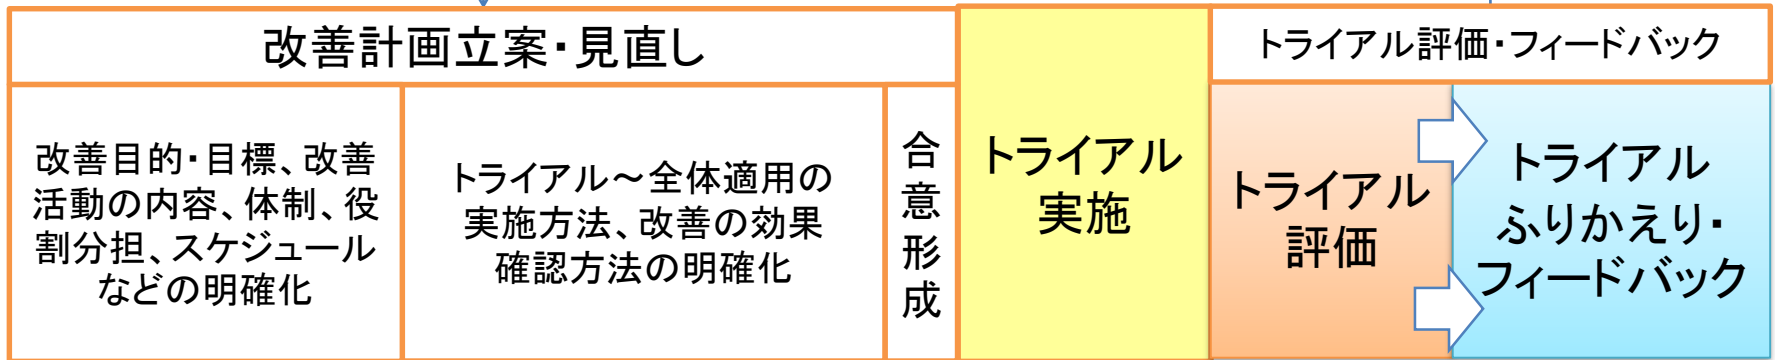 改善計画立案・見直し
改善目的・目標、改善
活動の内容、体制、役
割分担、スケジュール
などの明確化
トライアル～全体適用の
実施方法、改善の効果
確認方法の明確化
合
意
形
成
トライアル
実施
トライアル評価・フィードバック
トライアル
評価
トライアル
ふりかえり・
フィードバック